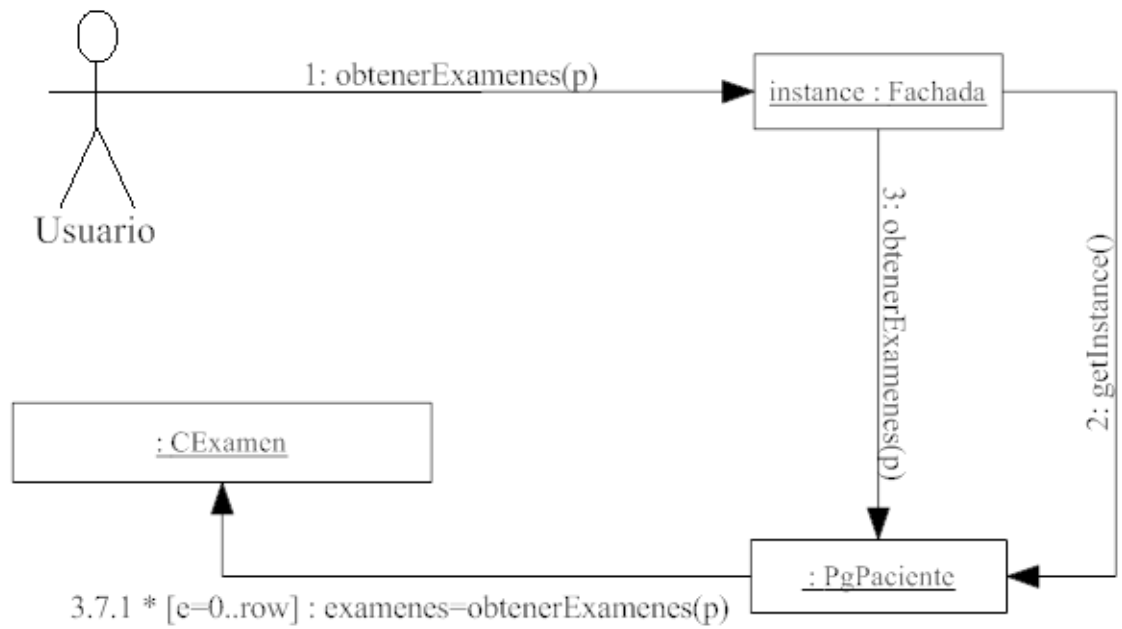 1: obtenerExamenes(p)
instance : Fachada
Usuario
3: obtenerExamenes(p)
2: getInstance()
: CExamen
: PgPaciente
3.7.1 * [e=0..row] : examenes=obtenerExamenes(p)